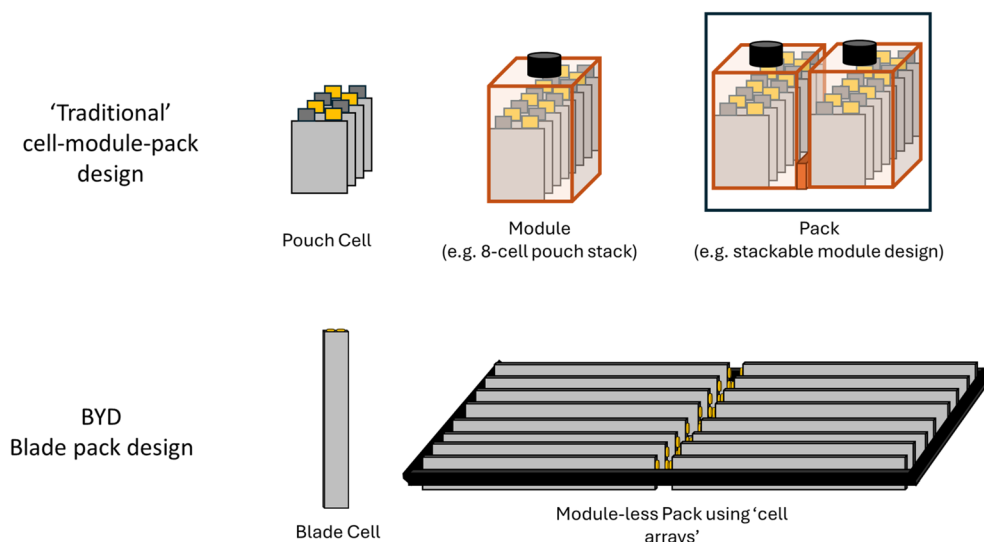 ‘Traditional’
cell-module-pack
design
Pouch Cell
Module
(e.g. 8-cell pouch stack)
Pack
(e.g. stackable module design)
BYD
Blade pack design
Blade Cell
Module-less Pack using ‘cell
arrays’